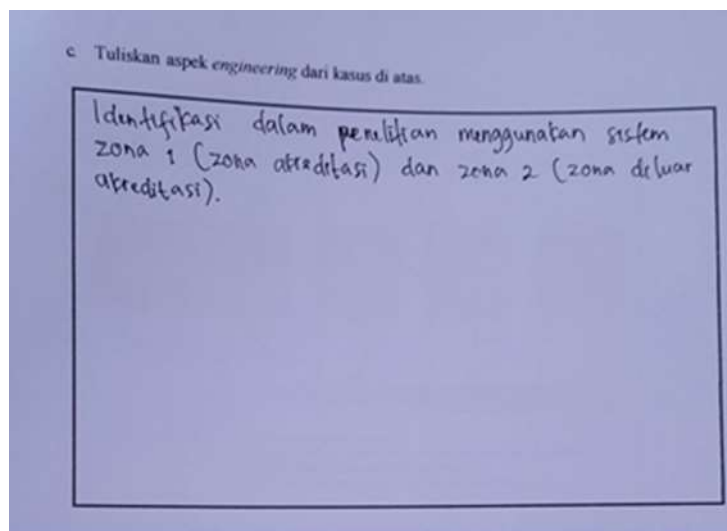 c. Tuliskan aspek engineering dari kasus di atas.
Identifikasi dalam penelitian menggunakan sistem
zona 1 (zona akreditasi) dan zona 2 (zona diluar
akreditasi).